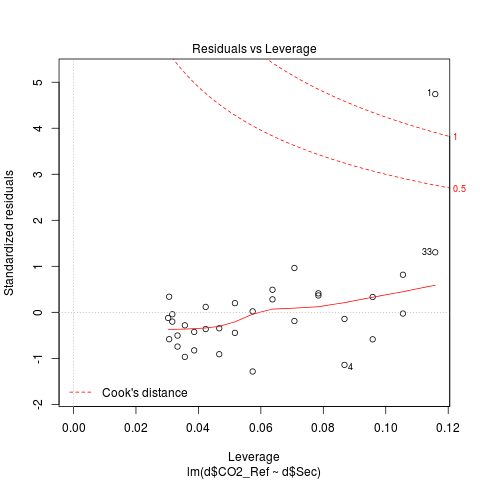 Residuals vs Leverage
5
4
3
2
1
0
-1
-2
Standardized residuals
1
1
0.5
33
4
Cook's distance
0.00 0.02 0.04 0.06 0.08 0.10 0.12
Leverage
lm(d$CO2_Ref ~ d$Sec)